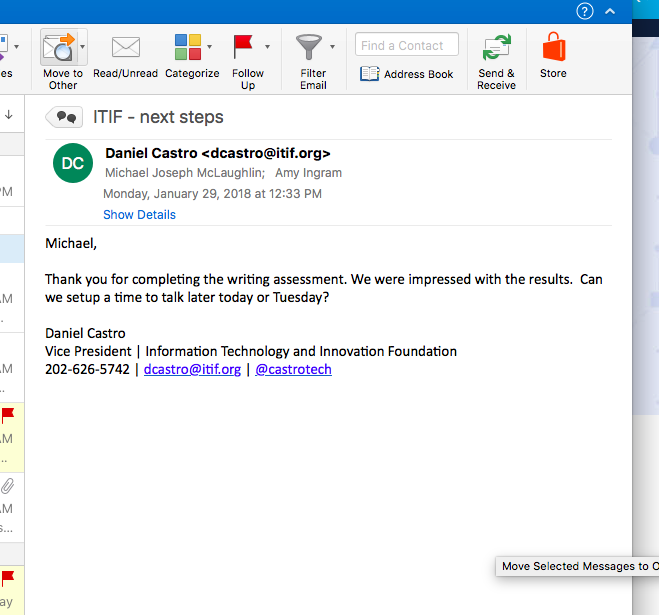 ?
Find a Contact
Address Book
es
Move to Other
Read/Unread
Categorize
Follow Up
Filter Email
Send & Receive
Store
ITIF - next steps
DC
Daniel Castro <dcastro@itif.org>
Michael Joseph McLaughlin; Amy Ingram
Monday, January 29, 2018 at 12:33 PM
Show Details
Michael,
Thank you for completing the writing assessment. We were impressed with the results. Can
we setup a time to talk later today or Tuesday?
Daniel Castro
Vice President | Information Technology and Innovation Foundation
202-626-5742 | dcastro@itif.org | @castrotech
PM
AM
.
AM
..
AM
..
AM
s...
ay
Move Selected Messages to O